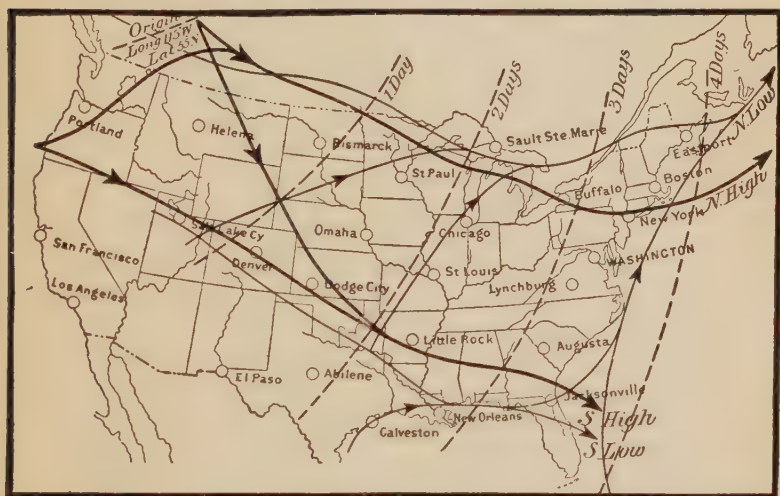 Origin
Long 115 W
Lat 55 N
1 Day
2 Days
3 Days
4 Days
N. Low
N. High
Portland
Helena
Bismarck
Sault Ste. Marie
Eastport
St Paul
Buffalo
Boston
New York
San Francisco
Salt Lake Cy
Omaha
Chicago
Denver
WASHINGTON
Los Angeles
Dodge City
St Louis
Lynchburg
El Paso
Abilene
Little Rock
Augusta
Jacksonville
Galveston
New Orleans
S High
S Low